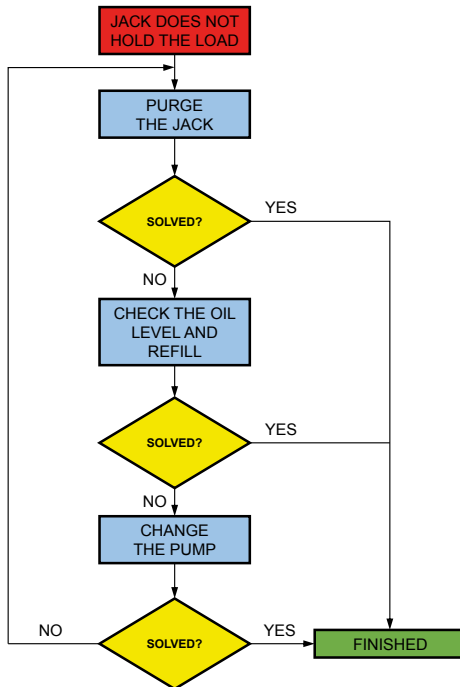 JACK DOES NOT
HOLD THE LOAD
PURGE
THE JACK
SOLVED?
YES
NO
CHECK THE OIL
LEVEL AND
REFILL
SOLVED?
YES
NO
CHANGE
THE PUMP
NO
SOLVED?
YES
FINISHED